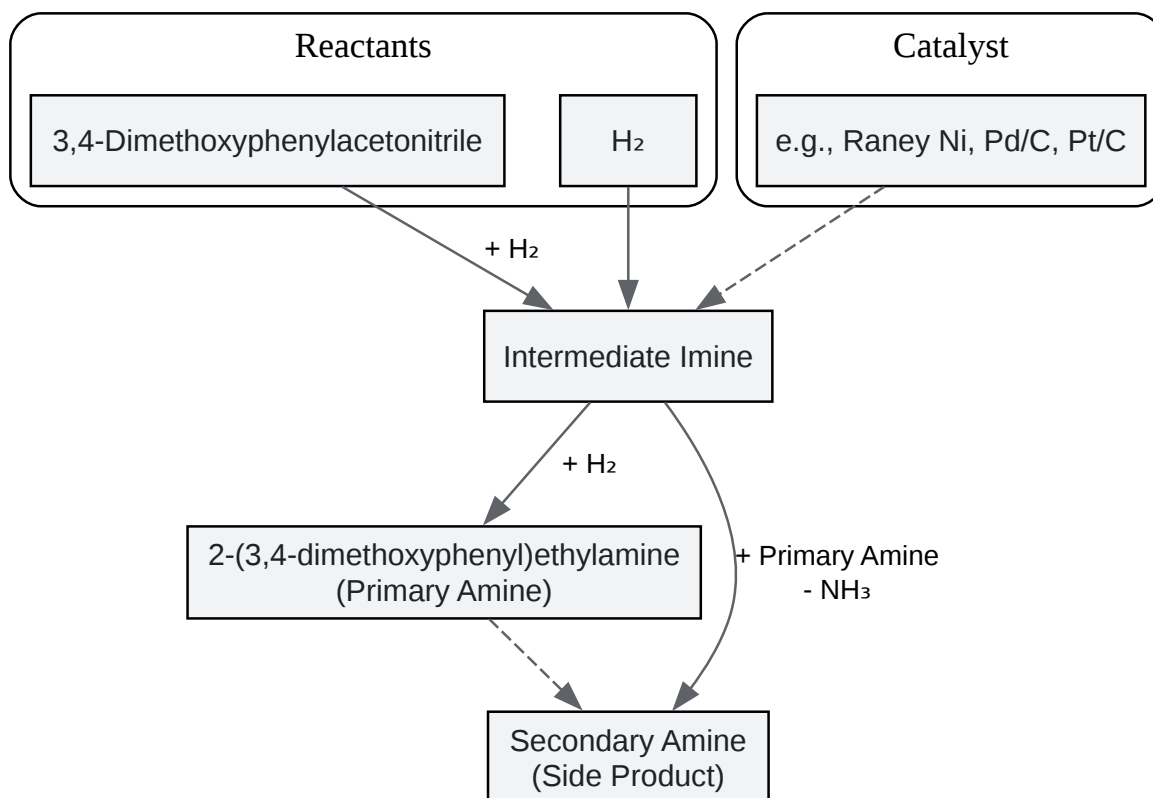 Reactants
Catalyst
3,4-Dimethoxyphenylacetonitrile
H₂
e.g., Raney Ni, Pd/C, Pt/C
+ H₂
Intermediate Imine
+ H₂
2-(3,4-dimethoxyphenyl)ethylamine
(Primary Amine)
+ Primary Amine
- NH₃
Secondary Amine
(Side Product)